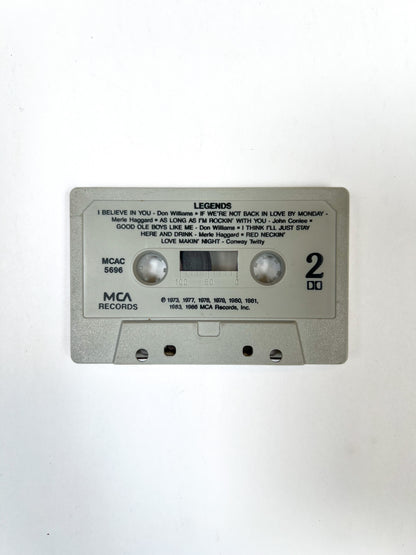 LEGENDS
I BELIEVE IN YOU - Don Williams • IF WE'RE NOT BACK IN LOVE BY MONDAY -
Merle Haggard • AS LONG AS I'M ROCKIN' WITH YOU - John Conlee •
GOOD OLE BOYS LIKE ME - Don Williams • I THINK I'LL JUST STAY
HERE AND DRINK - Merle Haggard • RED NECKIN'
LOVE MAKIN' NIGHT - Conway Twitty
MCAC
5696
2
100 50
MCA
RECORDS
℗ 1973, 1977, 1978, 1979, 1980, 1981,
1983, 1986 MCA Records, Inc.